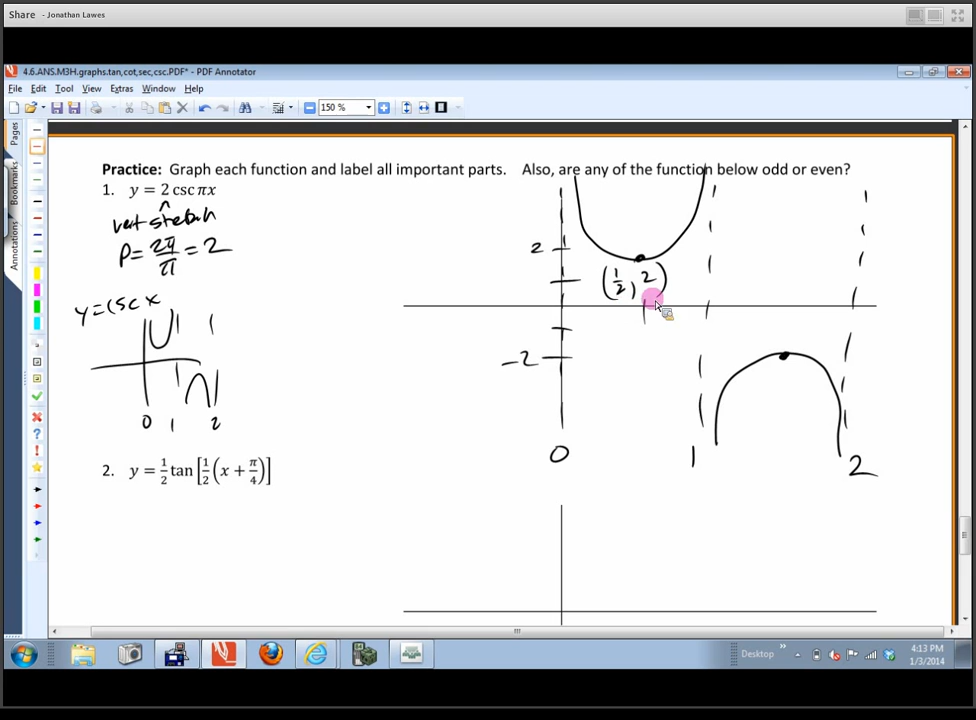 Share - Jonathan Lawes
4.6.ANS.M3H.graphs.tan,cot,sec,csc.PDF* - PDF Annotator
File Edit Tool View Extras Window Help
150 %
Pages
Bookmarks
Annotations
Practice: Graph each function and label all important parts. Also, are any of the function below odd or even?
1. y = 2 csc πx
vert stretch
P = 2π/π = 2
y = csc x
0 1 2
2
(1/2, 2)
-2
0 1 2
2. y = 1/2 tan [1/2 (x + π/4)]
Desktop »
4:13 PM
1/3/2014